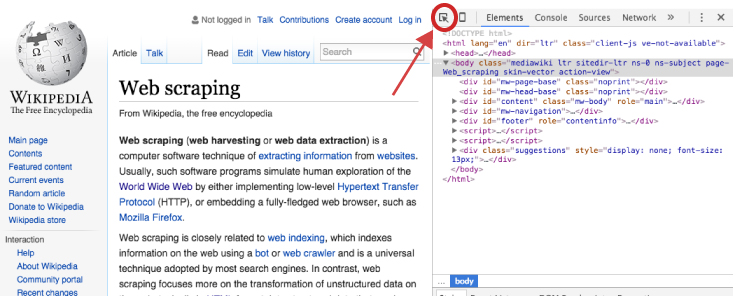 Not logged in Talk Contributions Create account Log in
Article Talk Read Edit View history Search
WIKIPEDIA
The Free Encyclopedia
Main page
Contents
Featured content
Current events
Random article
Donate to Wikipedia
Wikipedia store
Interaction
Help
About Wikipedia
Community portal
Recent changes
Web scraping
From Wikipedia, the free encyclopedia
Web scraping (web harvesting or web data extraction) is a
computer software technique of extracting information from websites.
Usually, such software programs simulate human exploration of the
World Wide Web by either implementing low-level Hypertext Transfer
Protocol (HTTP), or embedding a fully-fledged web browser, such as
Mozilla Firefox.
Web scraping is closely related to web indexing, which indexes
information on the web using a bot or web crawler and is a universal
technique adopted by most search engines. In contrast, web
scraping focuses more on the transformation of unstructured data on
Elements Console Sources Network »
<!DOCTYPE html>
<html lang="en" dir="ltr" class="client-js ve-not-available">
<head>…</head>
<body class="mediawiki ltr sitedir-ltr ns-0 ns-subject page-
Web_scraping skin-vector action-view">
<div id="mw-page-base" class="noprint"></div>
<div id="mw-head-base" class="noprint"></div>
<div id="content" class="mw-body" role="main">…</div>
<div id="mw-navigation">…</div>
<div id="footer" role="contentinfo">…</div>
<script>…</script>
<script>…</script>
<div class="suggestions" style="display: none; font-size:
13px;">…</div>
</body>
</html>
... body